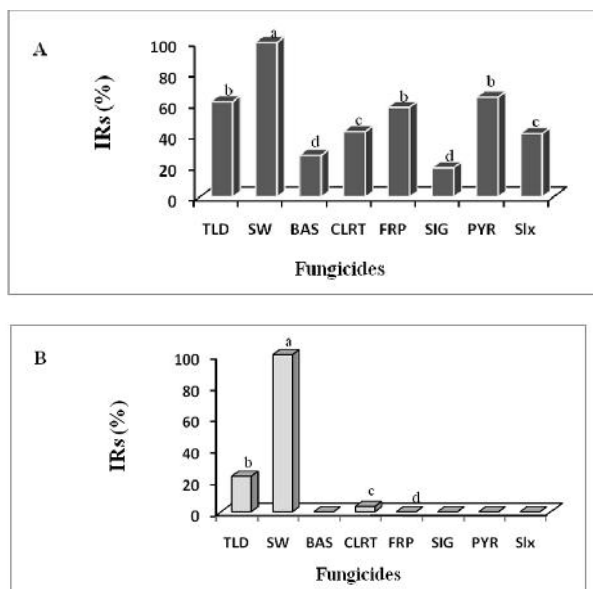 A
IRs (%)
100
80
60
40
20
0
b
a
d
c
b
d
b
c
TLD SW BAS CLRT FRP SIG PYR Slx
Fungicides
B
IRs (%)
100
80
60
40
20
0
b
a
c
d
TLD SW BAS CLRT FRP SIG PYR Slx
Fungicides